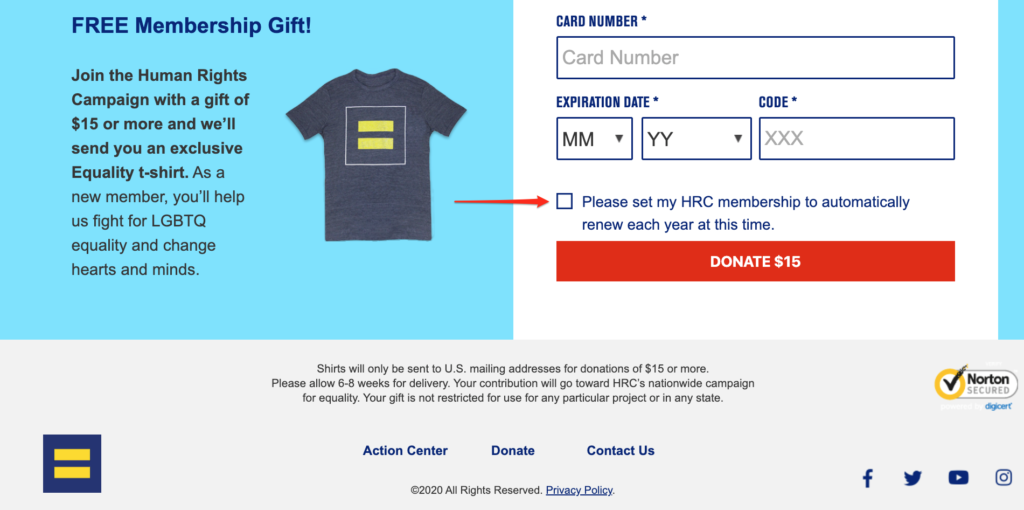 FREE Membership Gift!
Join the Human Rights
Campaign with a gift of
$15 or more and we’ll
send you an exclusive
Equality t-shirt. As a
new member, you’ll help
us fight for LGBTQ
equality and change
hearts and minds.
CARD NUMBER *
Card Number
EXPIRATION DATE * CODE *
MM YY XXX
Please set my HRC membership to automatically
renew each year at this time.
DONATE $15
Shirts will only be sent to U.S. mailing addresses for donations of $15 or more.
Please allow 6-8 weeks for delivery. Your contribution will go toward HRC’s nationwide campaign
for equality. Your gift is not restricted for use for any particular project or in any state.
Norton
SECURED
powered by digicert
Action Center Donate Contact Us
©2020 All Rights Reserved. Privacy Policy.